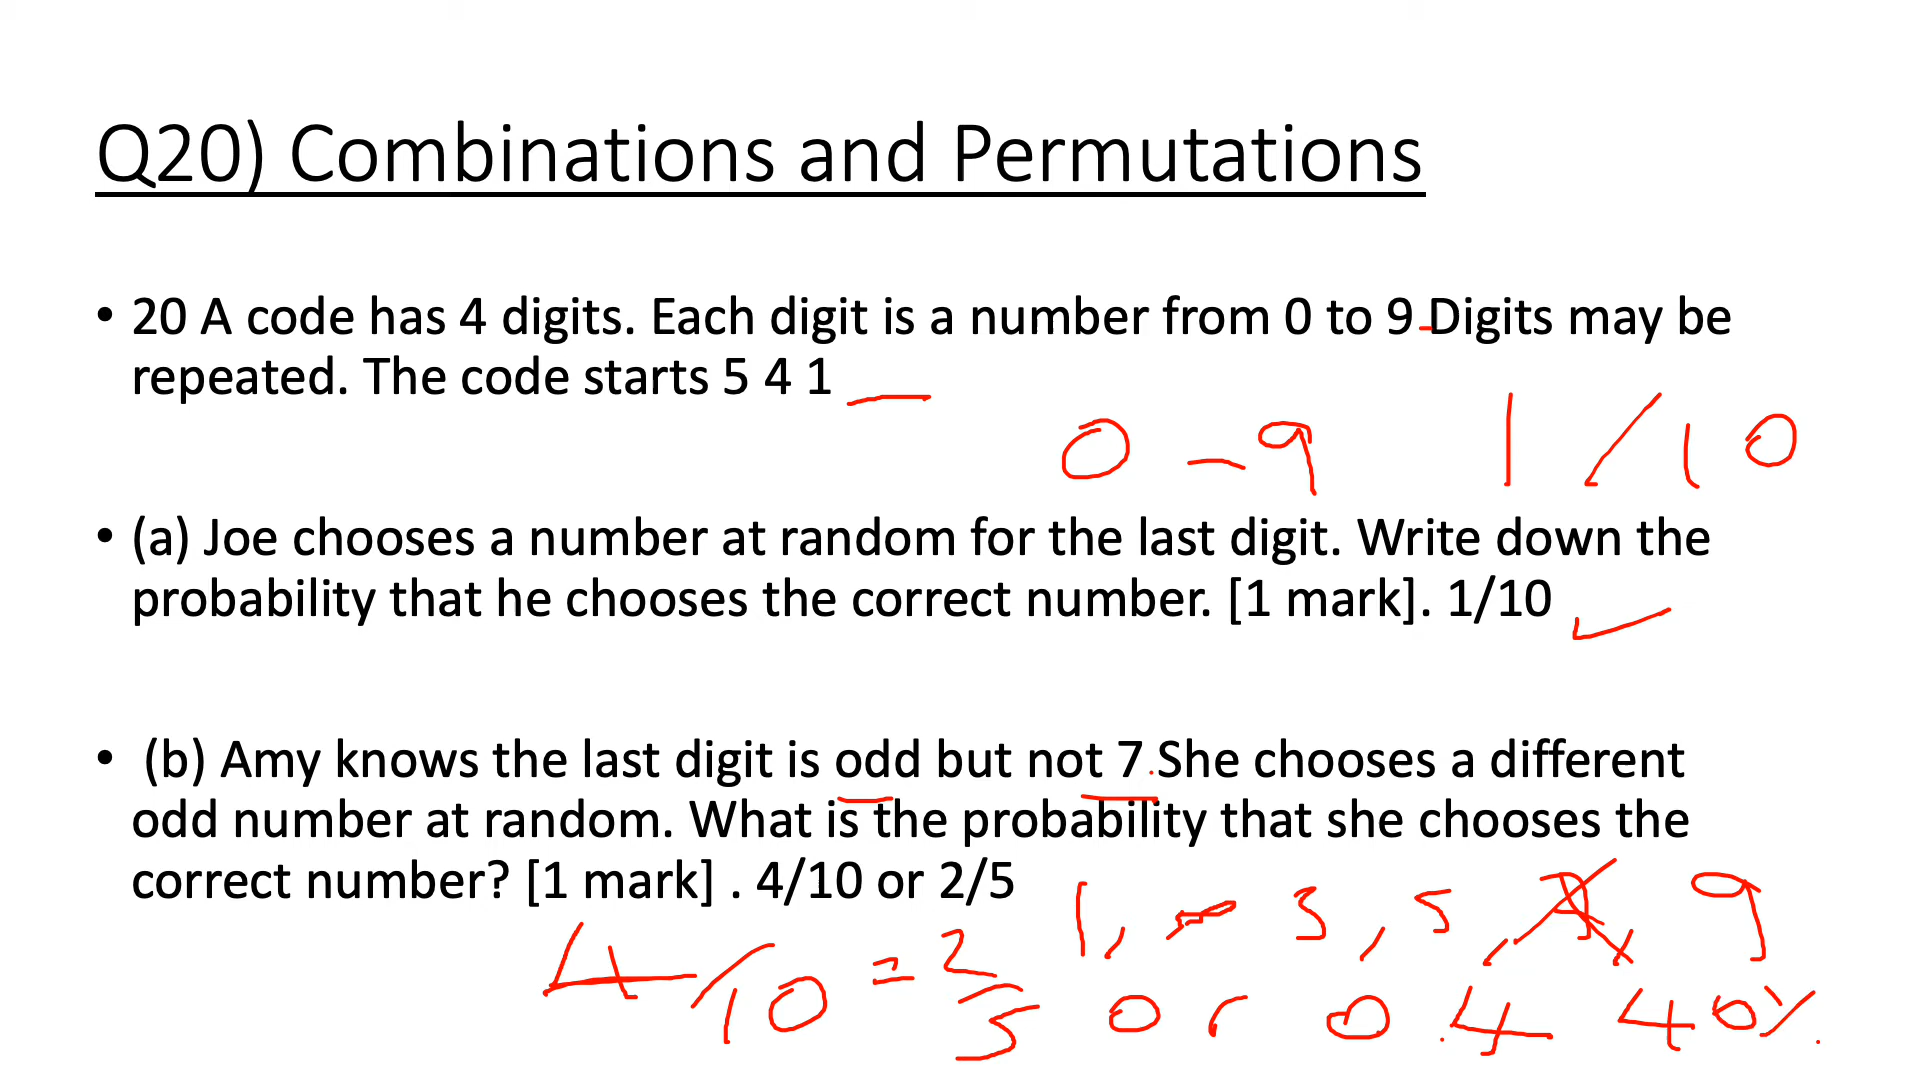 Q20) Combinations and Permutations
• 20 A code has 4 digits. Each digit is a number from 0 to 9 Digits may be
repeated. The code starts 5 4 1
0 - 9 1 / 10
• (a) Joe chooses a number at random for the last digit. Write down the
probability that he chooses the correct number. [1 mark]. 1/10
• (b) Amy knows the last digit is odd but not 7.She chooses a different
odd number at random. What is the probability that she chooses the
correct number? [1 mark] . 4/10 or 2/5
1, 3, 5, 7, 9
4/10 = 2/5 or 0.4 40%